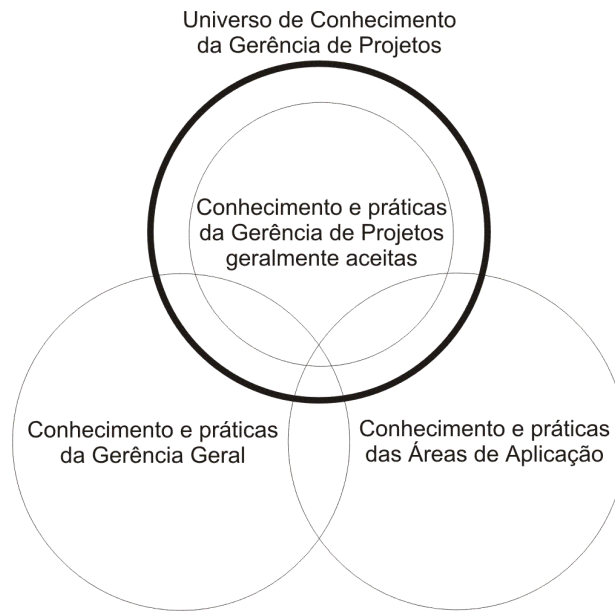 Universo de Conhecimento
da Gerência de Projetos
Conhecimento e práticas
da Gerência de Projetos
geralmente aceitas
Conhecimento e práticas
da Gerência Geral
Conhecimento e práticas
das Áreas de Aplicação